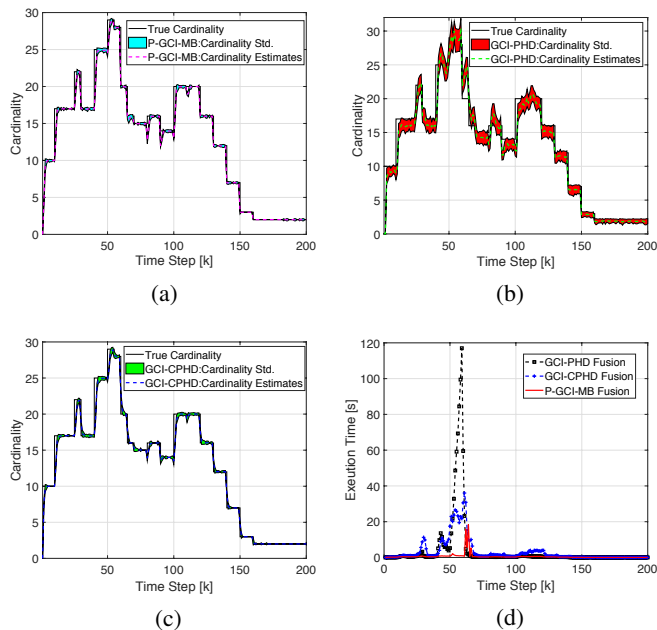 30
25
20
15
10
5
0
Cardinality
0 50 100 150 200
Time Step [k]
True Cardinality
P-GCI-MB:Cardinality Std.
P-GCI-MB:Cardinality Estimates
(a)
30
25
20
15
10
5
0
Cardinality
0 50 100 150 200
Time Step [k]
True Cardinality
GCI-PHD:Cardinality Std.
GCI-PHD:Cardinality Estimates
(b)
30
25
20
15
10
5
0
Cardinality
50 100 150 200
Time Step [k]
True Cardinality
GCI-CPHD:Cardinality Std.
GCI-CPHD:Cardinality Estimates
(c)
120
100
80
60
40
20
0
Exeution Time [s]
0 50 100 150 200
Time Step [k]
GCI-PHD Fusion
GCI-CPHD Fusion
P-GCI-MB Fusion
(d)